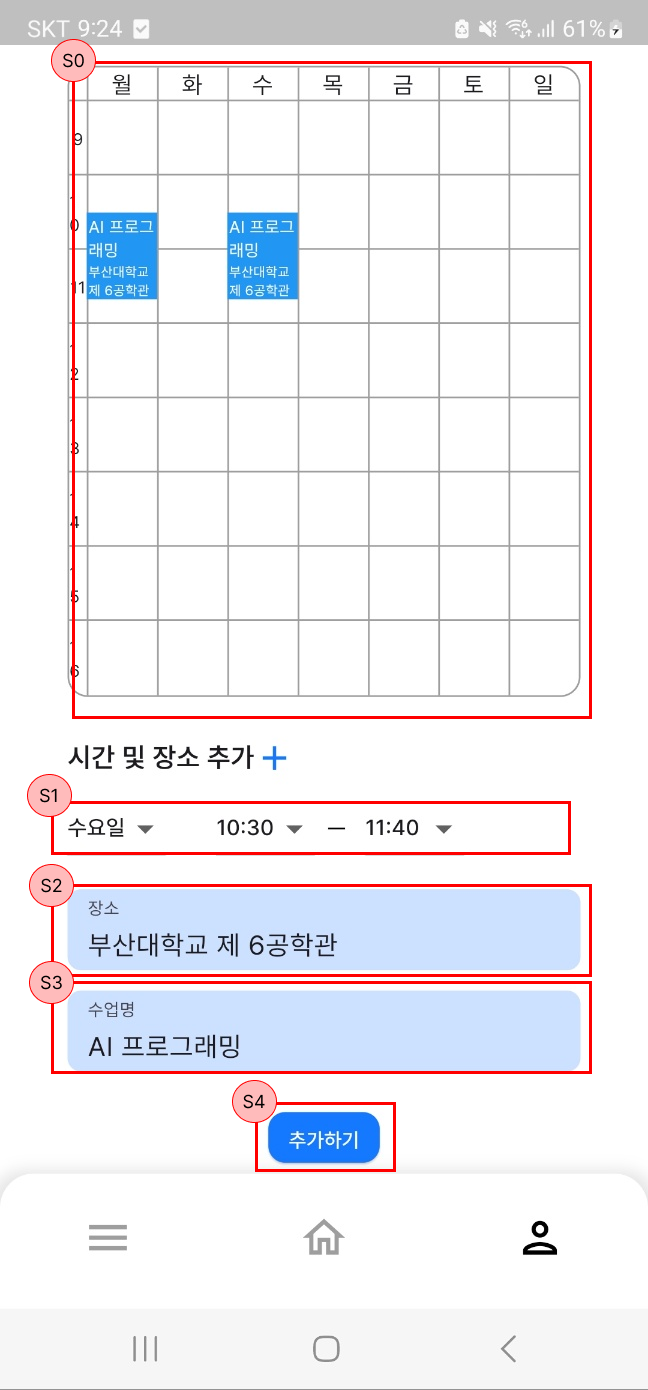 SKT 9:24 61%
S0
월 화 수 목 금 토 일
9
10
AI 프로그 AI 프로그
래밍 래밍
부산대학교 부산대학교
11 제 6공학관 제 6공학관
12
13
14
15
16
시간 및 장소 추가 +
S1
수요일 10:30 — 11:40
S2
장소
부산대학교 제 6공학관
S3
수업명
AI 프로그래밍
S4
추가하기